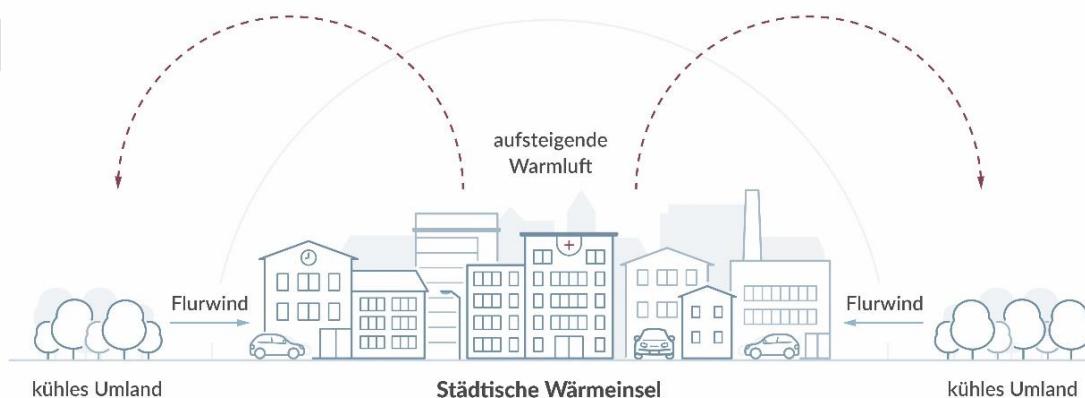 aufsteigende
Warmluft
Flurwind
Flurwind
kühles Umland
Städtische Wärmeinsel
kühles Umland